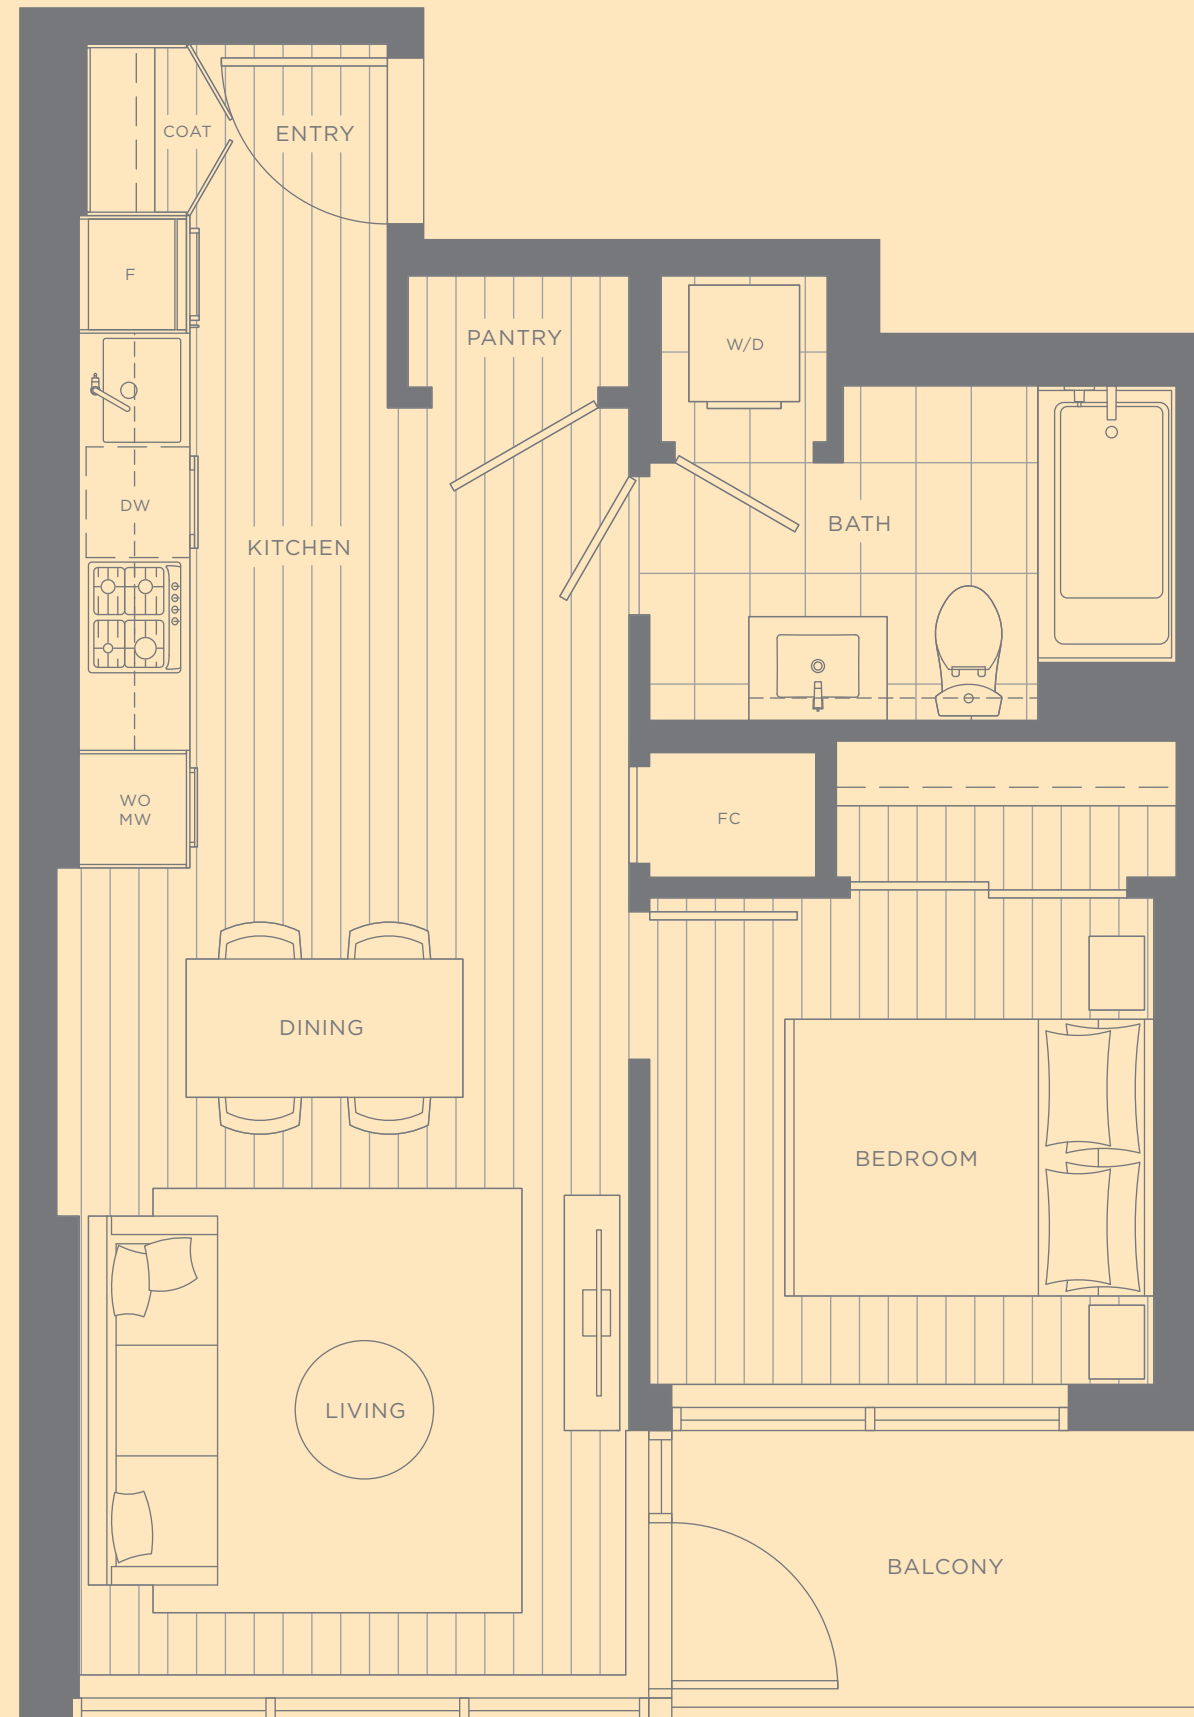 COAT
ENTRY
F
PANTRY
W/D
DW
BATH
KITCHEN
WO
MW
FC
DINING
BEDROOM
LIVING
BALCONY